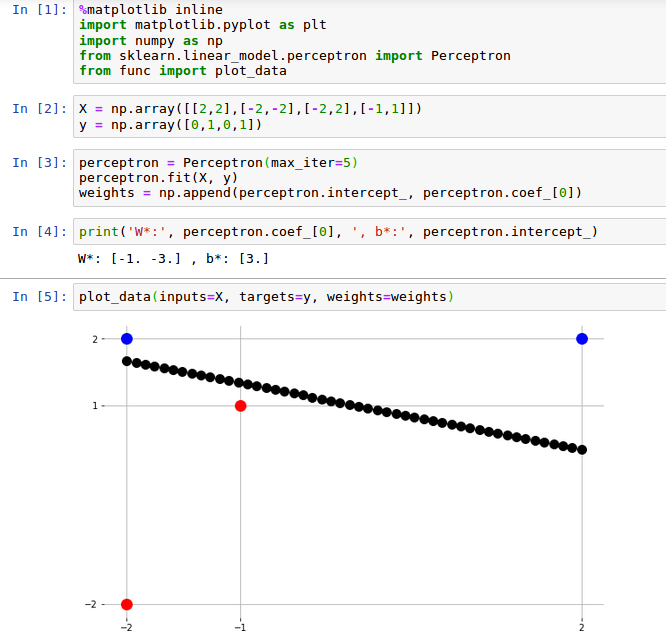 In [1]: %matplotlib inline
import matplotlib.pyplot as plt
import numpy as np
from sklearn.linear_model.perceptron import Perceptron
from func import plot_data
In [2]: X = np.array([[2,2],[-2,-2],[-2,2],[-1,1]])
y = np.array([0,1,0,1])
In [3]: perceptron = Perceptron(max_iter=5)
perceptron.fit(X, y)
weights = np.append(perceptron.intercept_, perceptron.coef_[0])
In [4]: print('W*:', perceptron.coef_[0], ', b*:', perceptron.intercept_)
W*: [-1. -3.] , b*: [3.]
In [5]: plot_data(inputs=X, targets=y, weights=weights)
2
1
−2
−2 −1 2